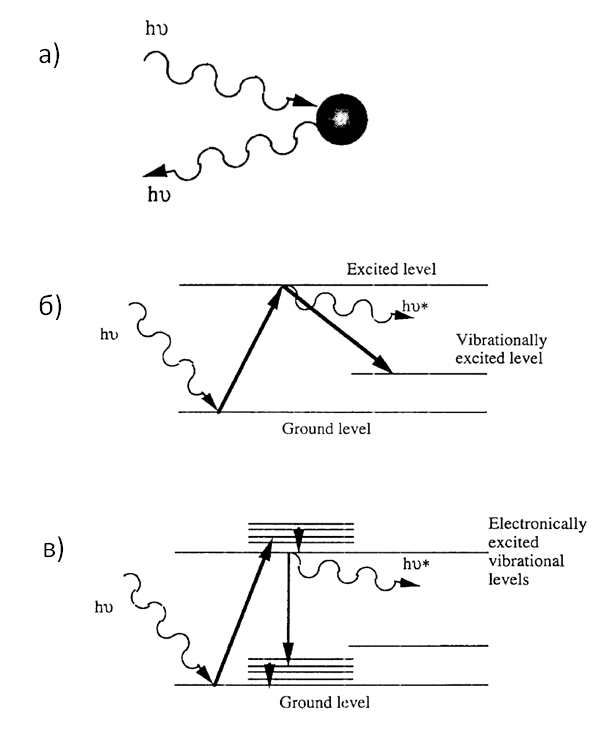 hυ
а)
hυ
Excited level
б)
hυ*
hυ
Vibrationally
excited level
Ground level
Electronically
excited
vibrational
levels
в)
hυ*
hυ
Ground level